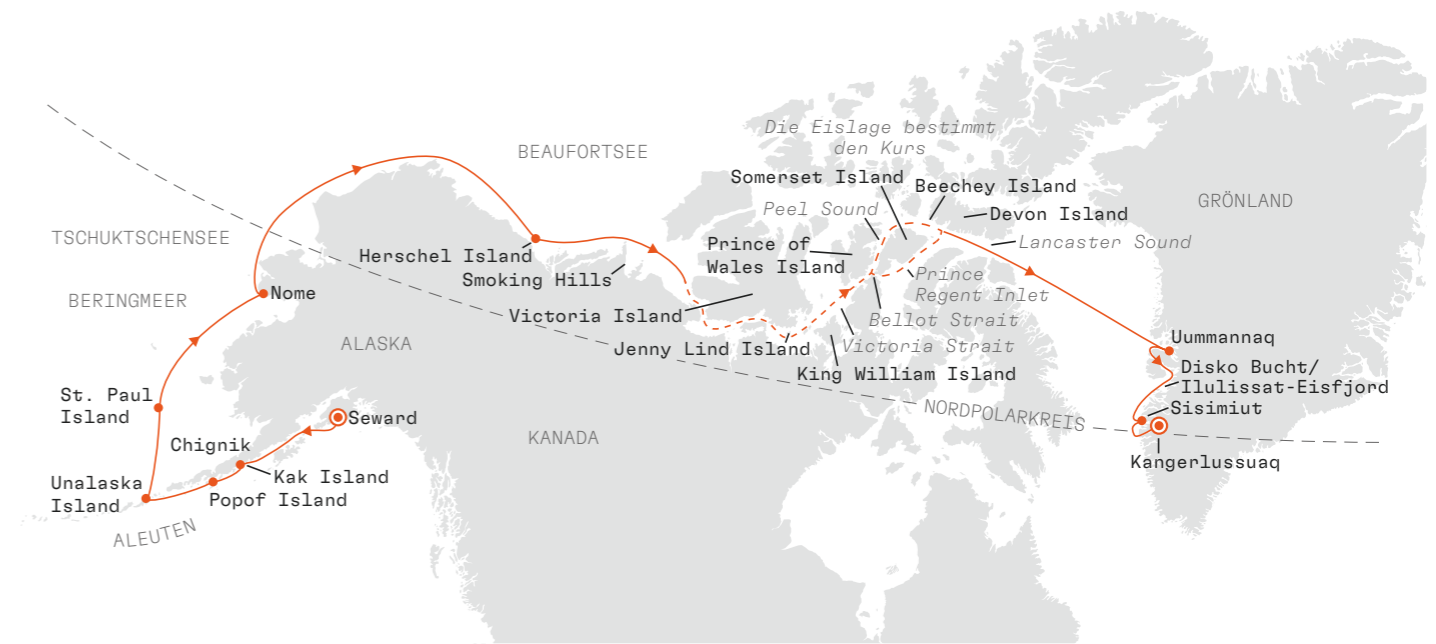 Die Eislage bestimmt
den Kurs
BEAUFORTSEE
Somerset Island
Beechey Island
GRÖNLAND
Peel Sound
Devon Island
TSCHUKTSCHENSEE
Lancaster Sound
Prince of
Wales Island
Herschel Island
Smoking Hills
Prince
Regent Inlet
BERINGMEER
Nome
Victoria Island
Bellot Strait
ALASKA
Jenny Lind Island
Victoria Strait
Uummannaq
King William Island
Disko Bucht/
Ilulissat-Eisfjord
St. Paul
Island
Sisimiut
NORDPOLARKREIS
Seward
KANADA
Chignik
Kangerlussuaq
Kak Island
Unalaska
Island
Popof Island
ALEUTEN